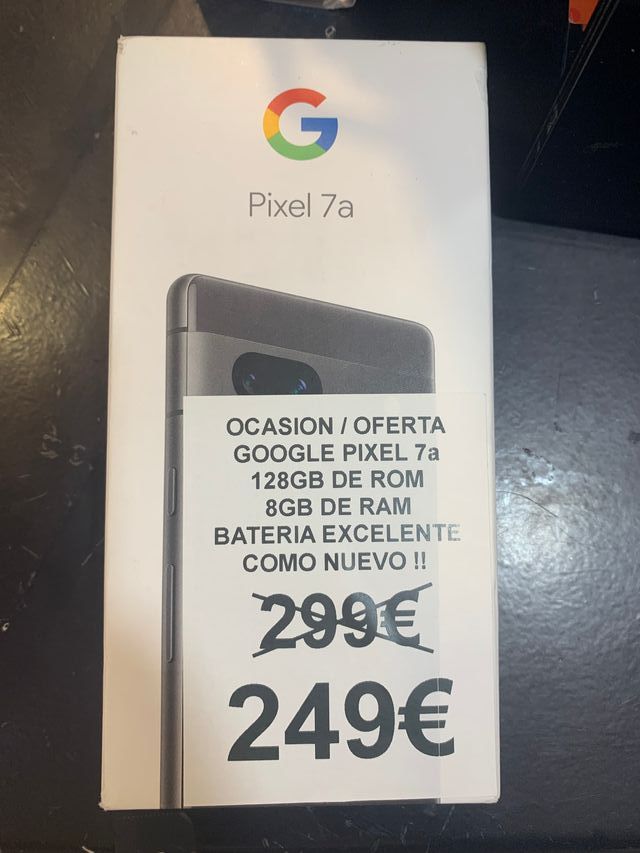 G
Pixel 7a
OCASION / OFERTA
GOOGLE PIXEL 7a
128GB DE ROM
8GB DE RAM
BATERIA EXCELENTE
COMO NUEVO !!
299€
249€